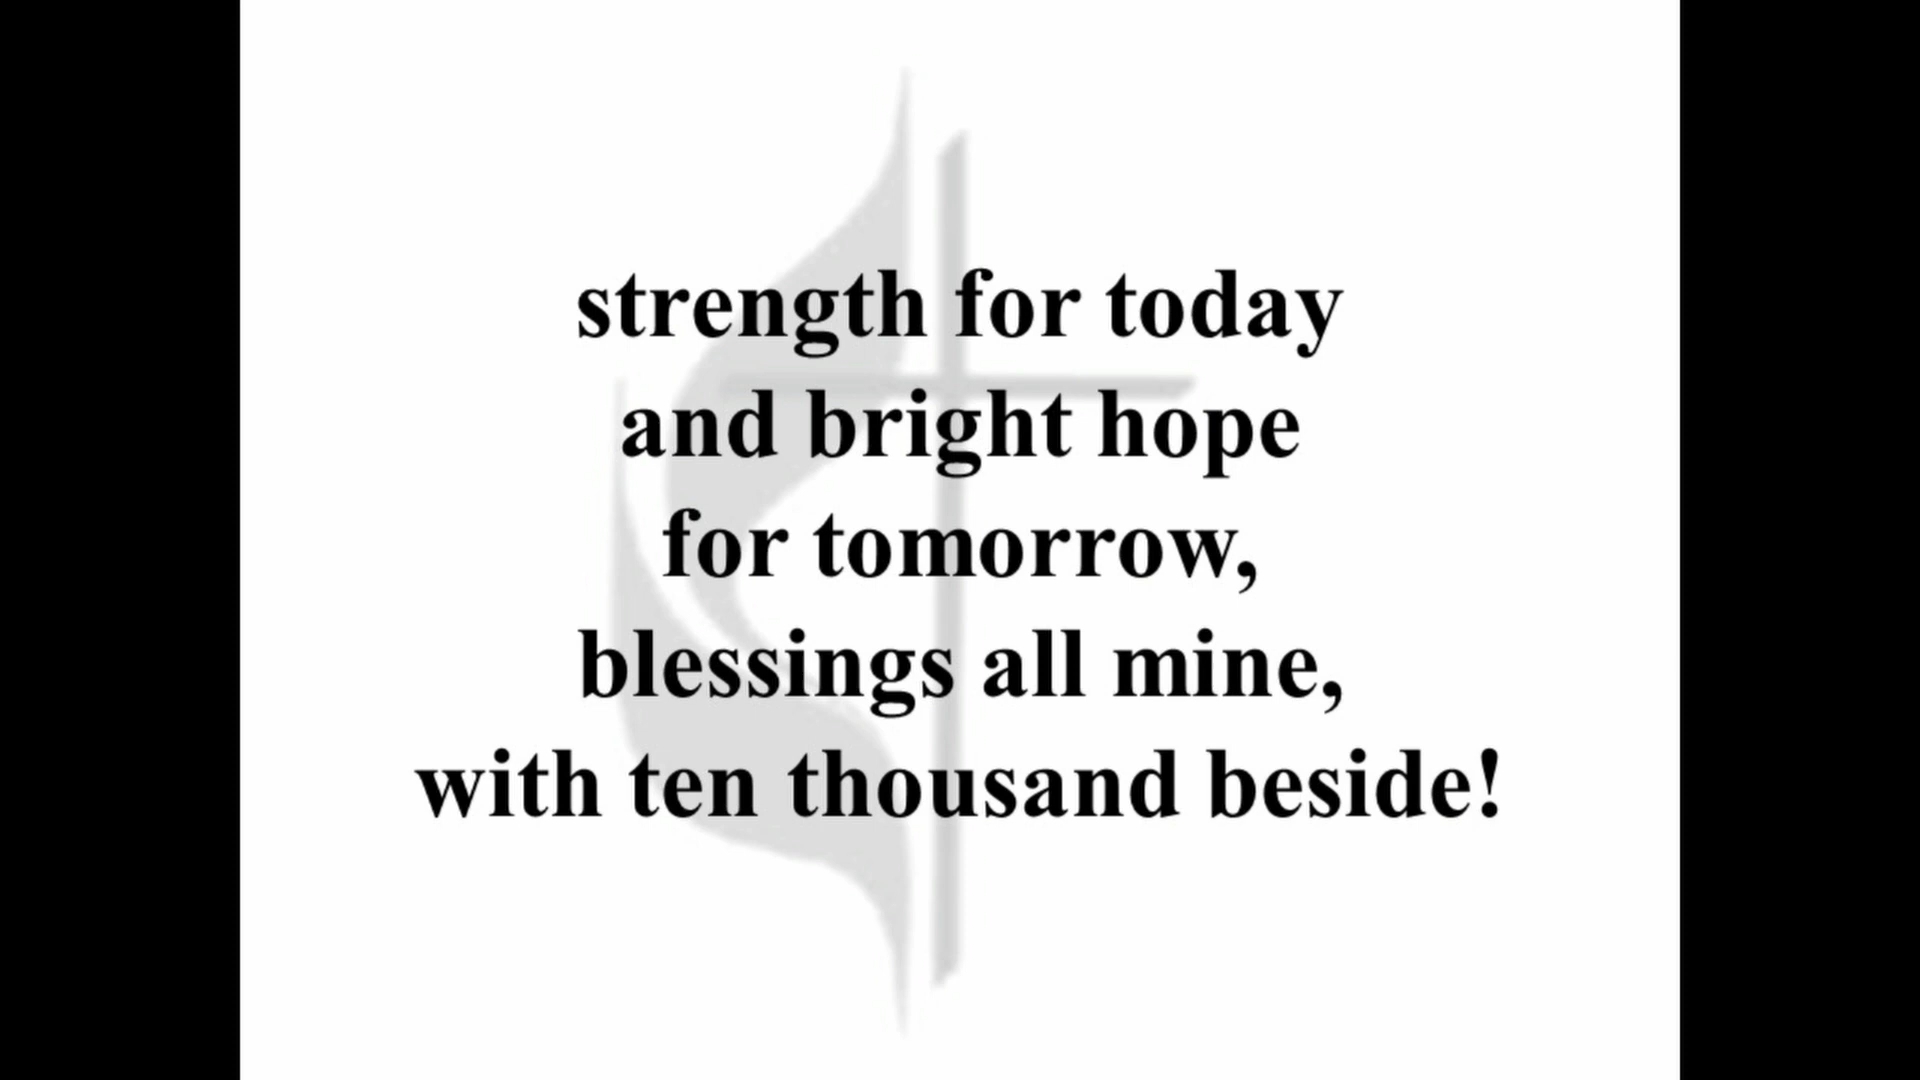 strength for today
and bright hope
for tomorrow,
blessings all mine,
with ten thousand beside!